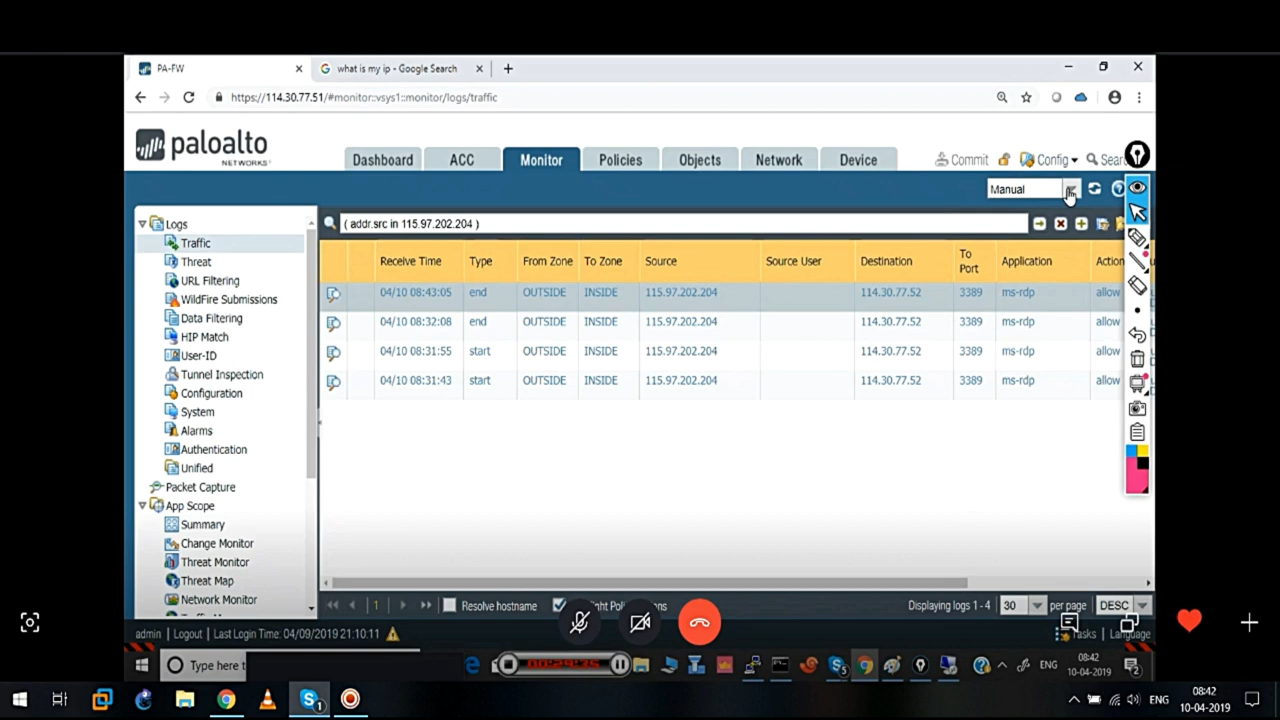 PA-FW
what is my ip - Google Search
https://114.30.77.51/#monitor::vsys1::monitor/logs/traffic
paloalto
NETWORKS
Dashboard ACC Monitor Policies Objects Network Device Commit Config
Manual
Logs
( addr.src in 115.97.202.204 )
Traffic
Threat
URL Filtering
WildFire Submissions
Data Filtering
HIP Match
User-ID
Tunnel Inspection
Configuration
System
Alarms
Authentication
Unified
Packet Capture
App Scope
Summary
Change Monitor
Threat Monitor
Threat Map
Network Monitor
Receive Time Type From Zone To Zone Source Source User Destination To Port Application
04/10 08:43:05 end OUTSIDE INSIDE 115.97.202.204 114.30.77.52 3389 ms-rdp allow
04/10 08:32:08 end OUTSIDE INSIDE 115.97.202.204 114.30.77.52 3389 ms-rdp allow
04/10 08:31:55 start OUTSIDE INSIDE 115.97.202.204 114.30.77.52 3389 ms-rdp allow
04/10 08:31:43 start OUTSIDE INSIDE 115.97.202.204 114.30.77.52 3389 ms-rdp allow
1 Resolve hostname Displaying logs 1 - 4 30 per page DESC
admin | Logout | Last Login Time: 04/09/2019 21:10:11 Language
Type here t
ENG 08:42
10-04-2019
ENG 08:42
10-04-2019